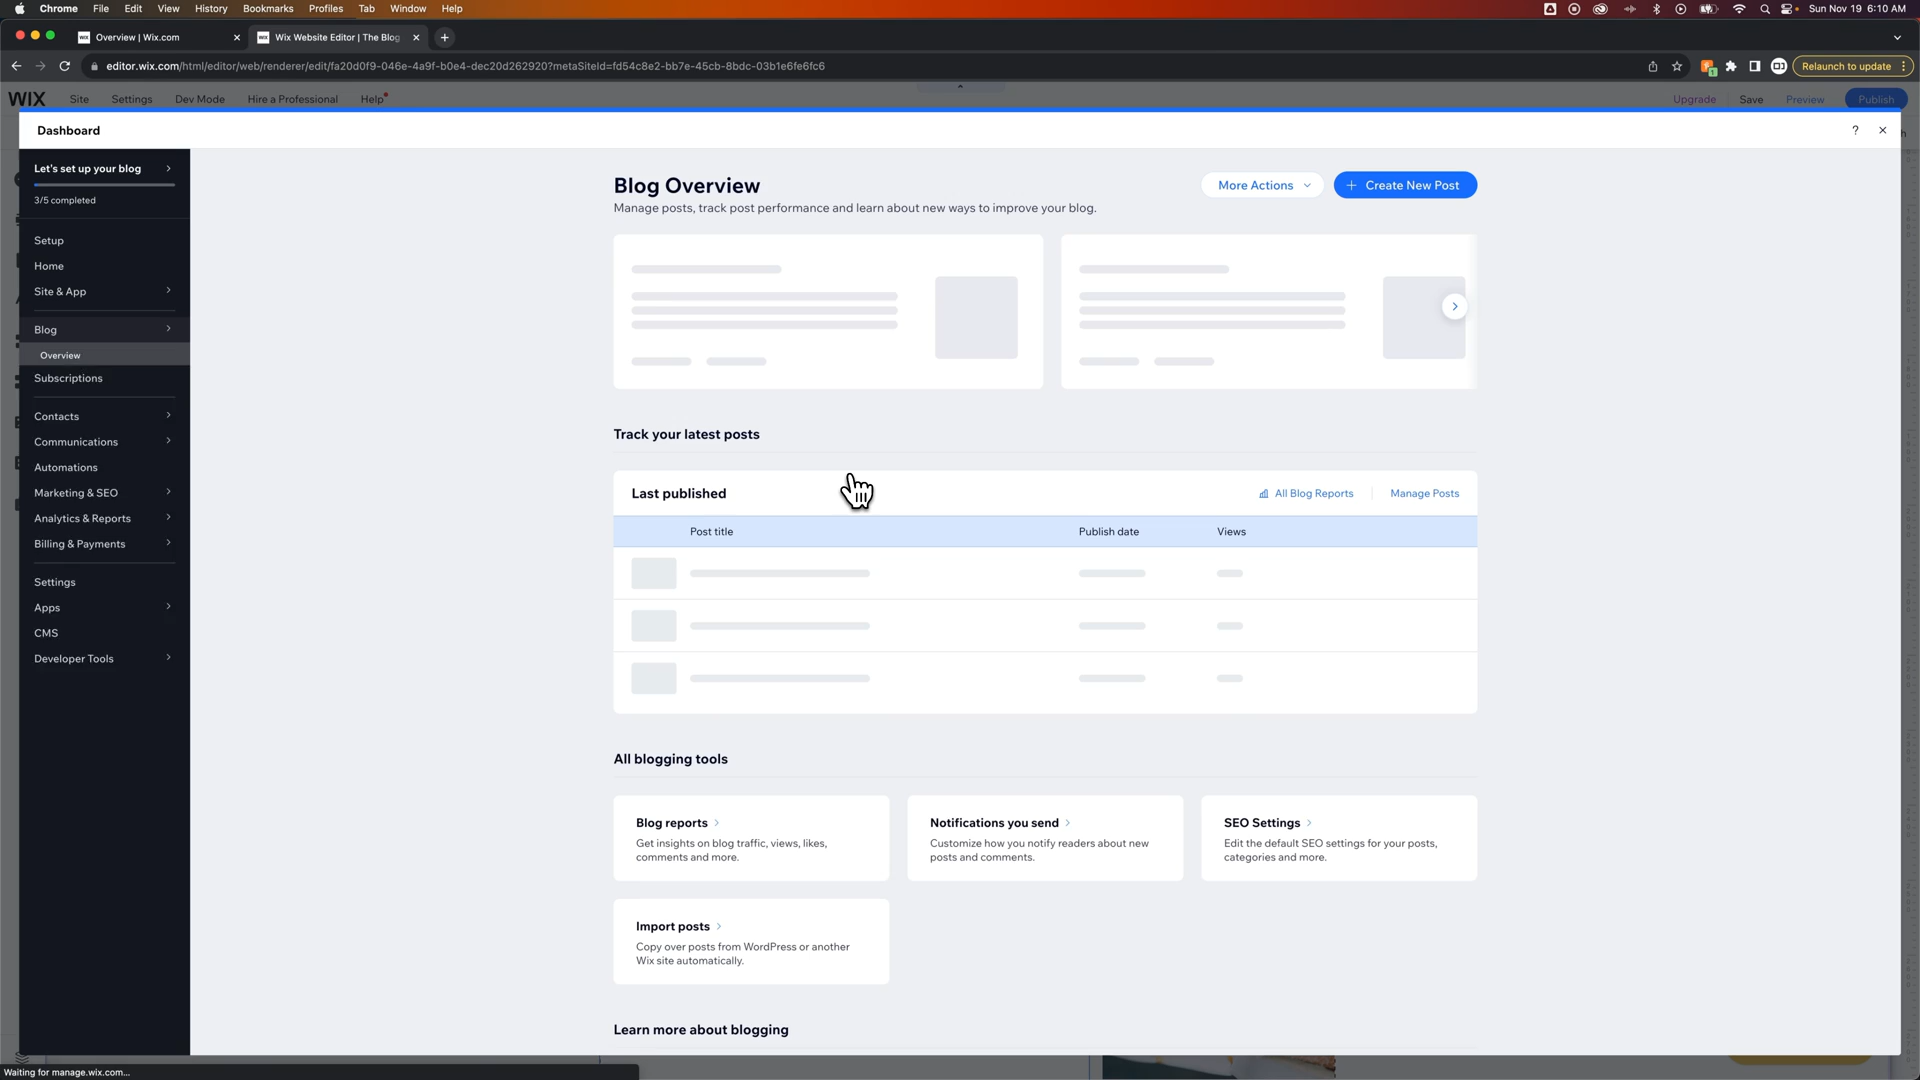 Chrome File Edit View History Bookmarks Profiles Tab Window Help Sun Nov 19 6:10 AM
WIX Overview | Wix.com WIX Wix Website Editor | The Blog
editor.wix.com/html/editor/web/renderer/edit/fa20d0f9-046e-4a9f-b0e4-dec20d262920?metaSiteId=fd54c8e2-bb7e-45cb-8bdc-03b1e6fe6fc6 1 Relaunch to update
WIX Site Settings Dev Mode Hire a Professional Help Upgrade Save Preview Publish
Dashboard ?
Let's set up your blog
3/5 completed
Setup
Home
Site & App
Blog
Overview
Subscriptions
Contacts
Communications
Automations
Marketing & SEO
Analytics & Reports
Billing & Payments
Settings
Apps
CMS
Developer Tools
Blog Overview
More Actions
+ Create New Post
Manage posts, track post performance and learn about new ways to improve your blog.
Track your latest posts
Last published All Blog Reports Manage Posts
Post title Publish date Views
All blogging tools
Blog reports
Get insights on blog traffic, views, likes,
comments and more.
Notifications you send
Customize how you notify readers about new
posts and comments.
SEO Settings
Edit the default SEO settings for your posts,
categories and more.
Import posts
Copy over posts from WordPress or another
Wix site automatically.
Learn more about blogging
Waiting for manage.wix.com...